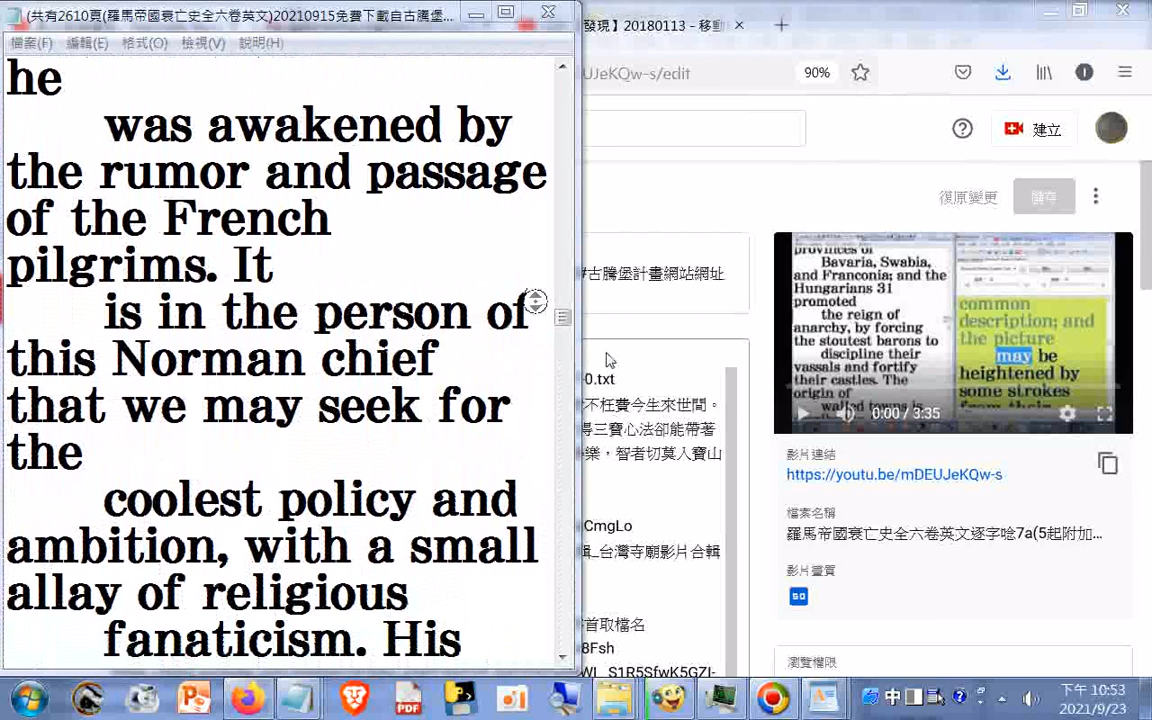 (共有2610頁(羅馬帝國衰亡史全六卷英文)20210915免費下載自古騰堡...
檔案(F) 編輯(E) 格式(O) 檢視(V) 說明(H)
he
was awakened by
the rumor and passage
of the French
pilgrims. It
is in the person of
this Norman chief
that we may seek for
the
coolest policy and
ambition, with a small
allay of religious
fanaticism. His
發現】20180113 - 移動
JJeKQw-s/edit
90%
建立
復原變更
儲存
#古騰堡計畫網站網址
-0.txt
不枉費今生來世間。
得三寶心法卻能帶著
樂，智者切莫入寶山
CmgLo
輯_台灣寺廟影片合輯
首取檔名
8Fsh
WI_S1R5SfwK5GZI-
provinces of
Bavaria, Swabia,
and Franconia; and the
Hungarians 31
promoted
the reign of
anarchy, by forcing
the stoutest barons to
discipline their
vassals and fortify
their castles. The
origin of
walled towns is
common
description; and
the picture
may be
heightened by
some strokes
0:00 / 3:35
影片連結
https://youtu.be/mDEUJeKQw-s
檔案名稱
羅馬帝國衰亡史全六卷英文逐字唸7a(5起附加...
影片畫質
SD
瀏覽權限
PDF
中
下午 10:53
2021/9/23